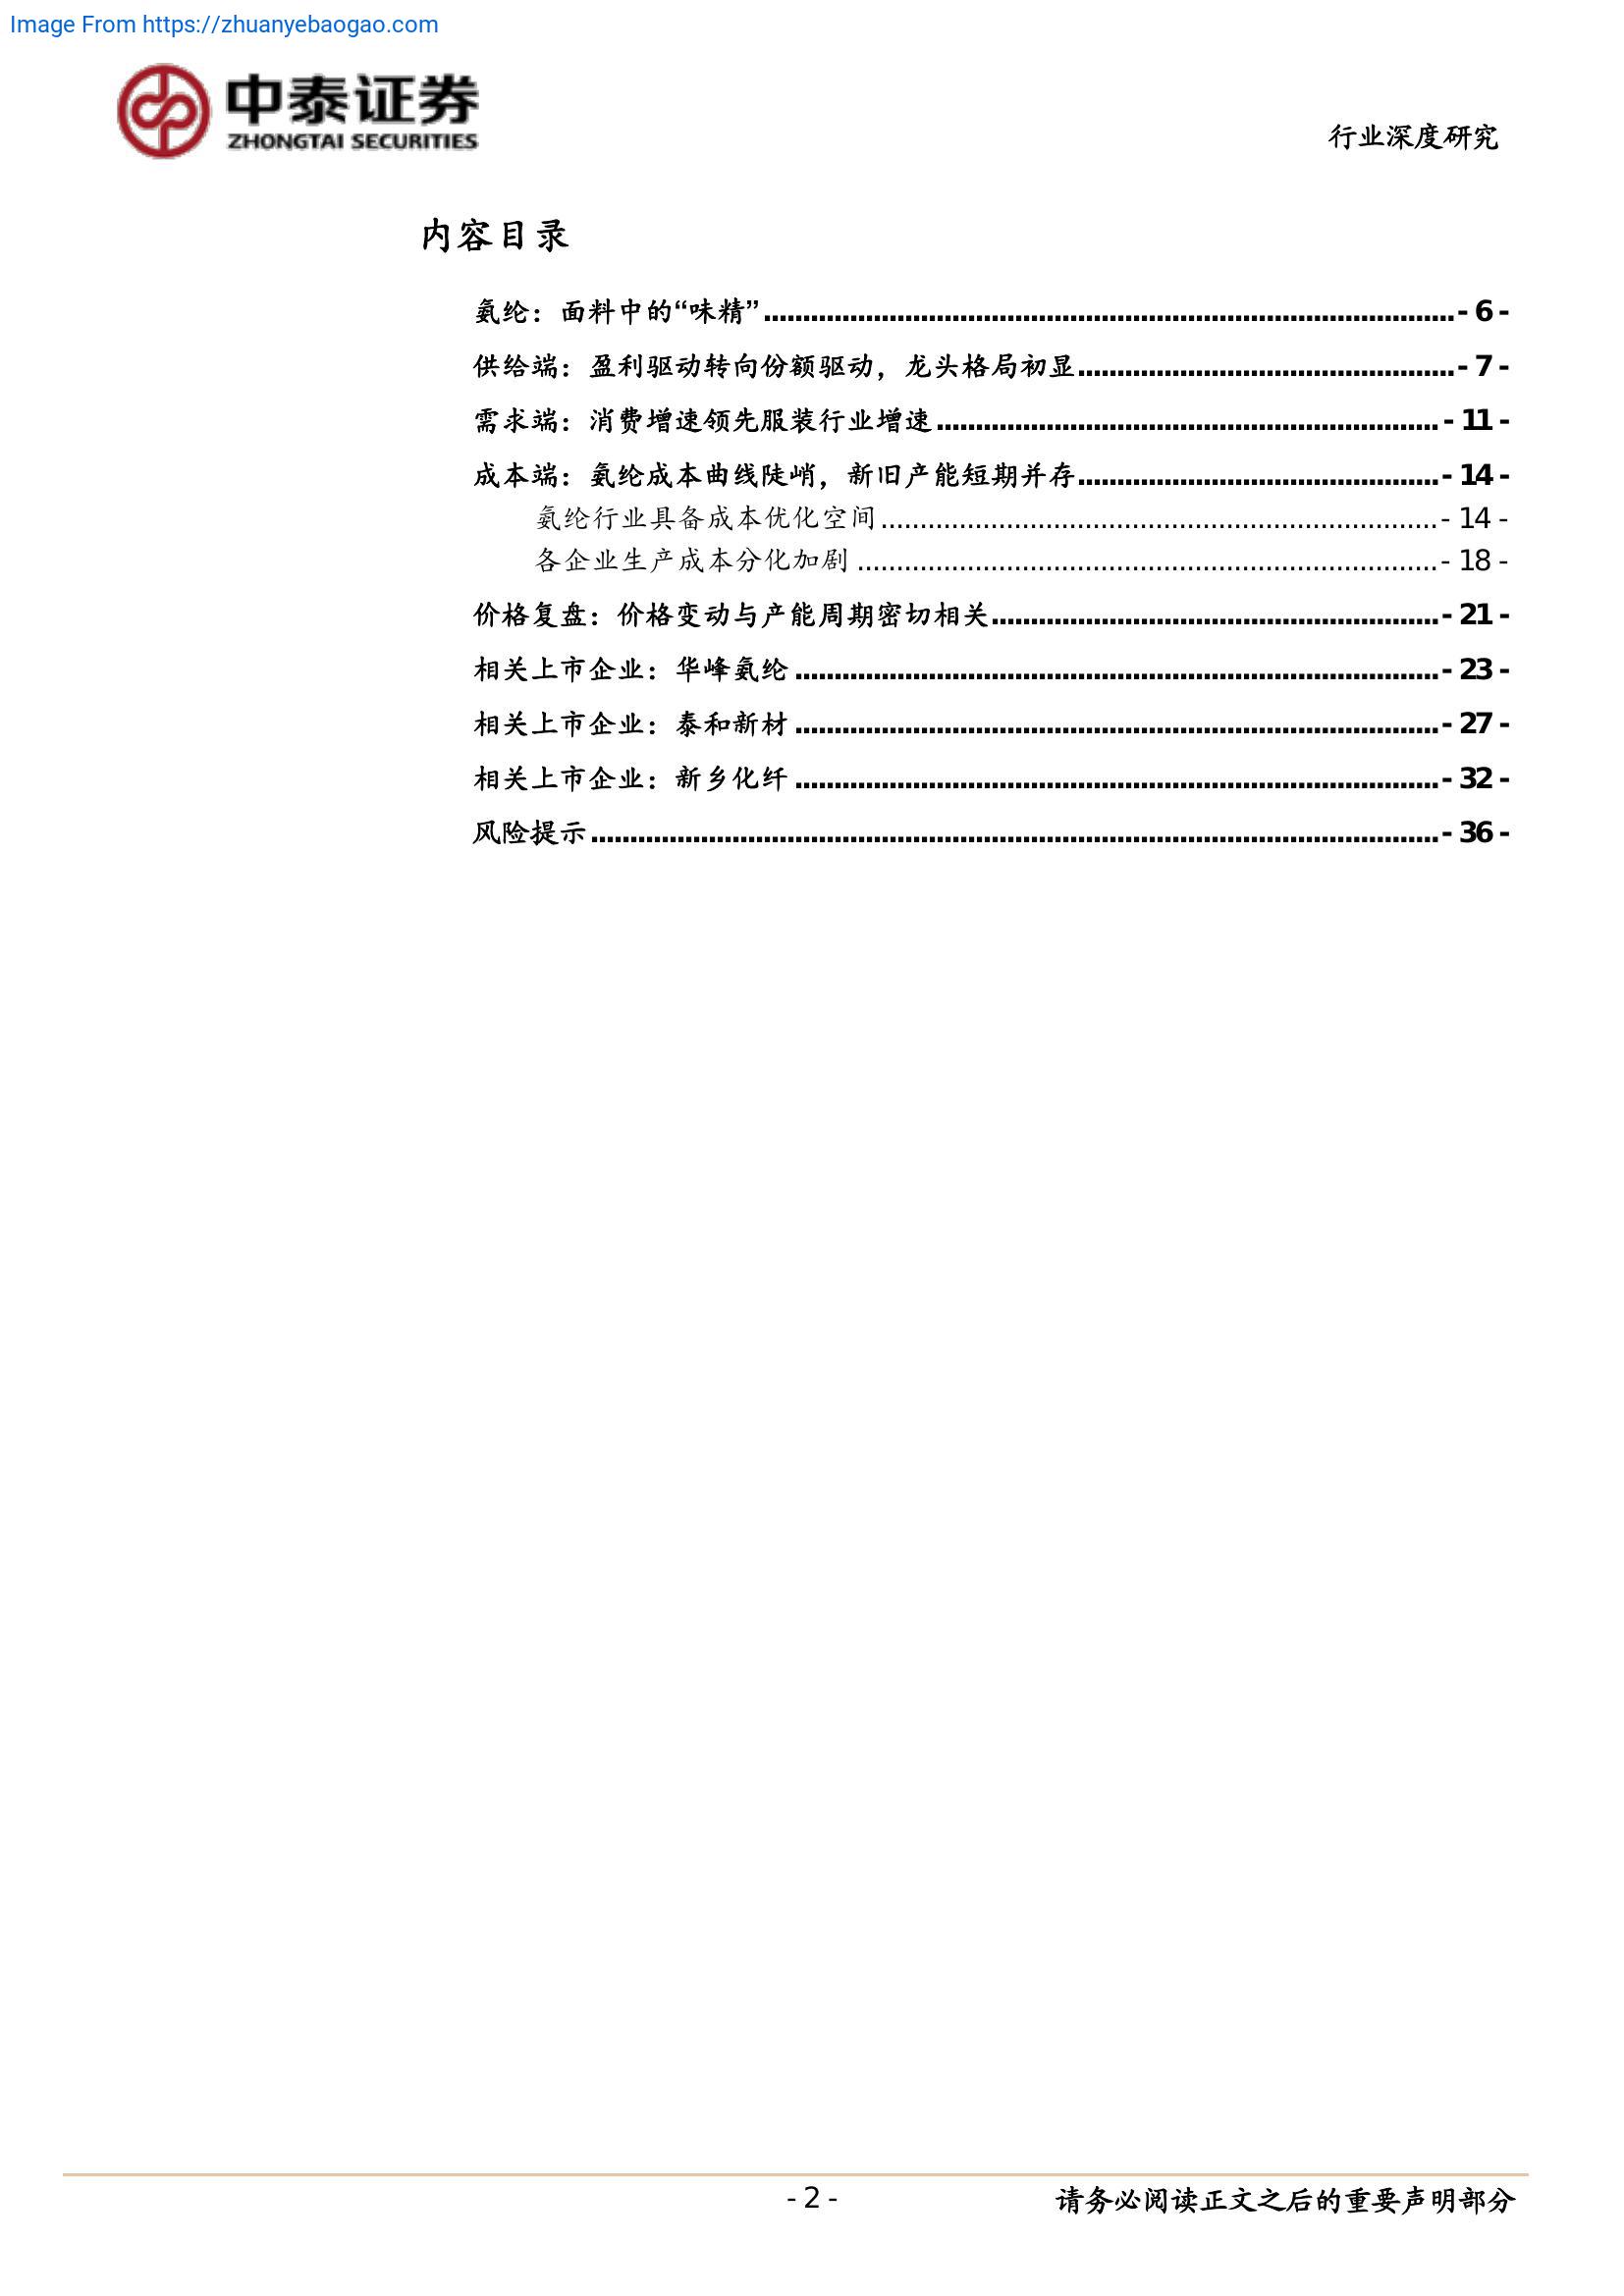 Image From https://zhuanyebaogao.com
中泰证券
ZHONGTAI SECURITIES
行业深度研究
内容目录
氨纶：面料中的“味精”........................................................................................- 6 -
供给端：盈利驱动转向份额驱动，龙头格局初显................................................- 7 -
需求端：消费增速领先服装行业增速................................................................- 11 -
成本端：氨纶成本曲线陡峭，新旧产能短期并存..............................................- 14 -
氨纶行业具备成本优化空间.......................................................................- 14 -
各企业生产成本分化加剧..........................................................................- 18 -
价格复盘：价格变动与产能周期密切相关.........................................................- 21 -
相关上市企业：华峰氨纶..................................................................................- 23 -
相关上市企业：泰和新材..................................................................................- 27 -
相关上市企业：新乡化纤..................................................................................- 32 -
风险提示............................................................................................................- 36 -
- 2 -
请务必阅读正文之后的重要声明部分